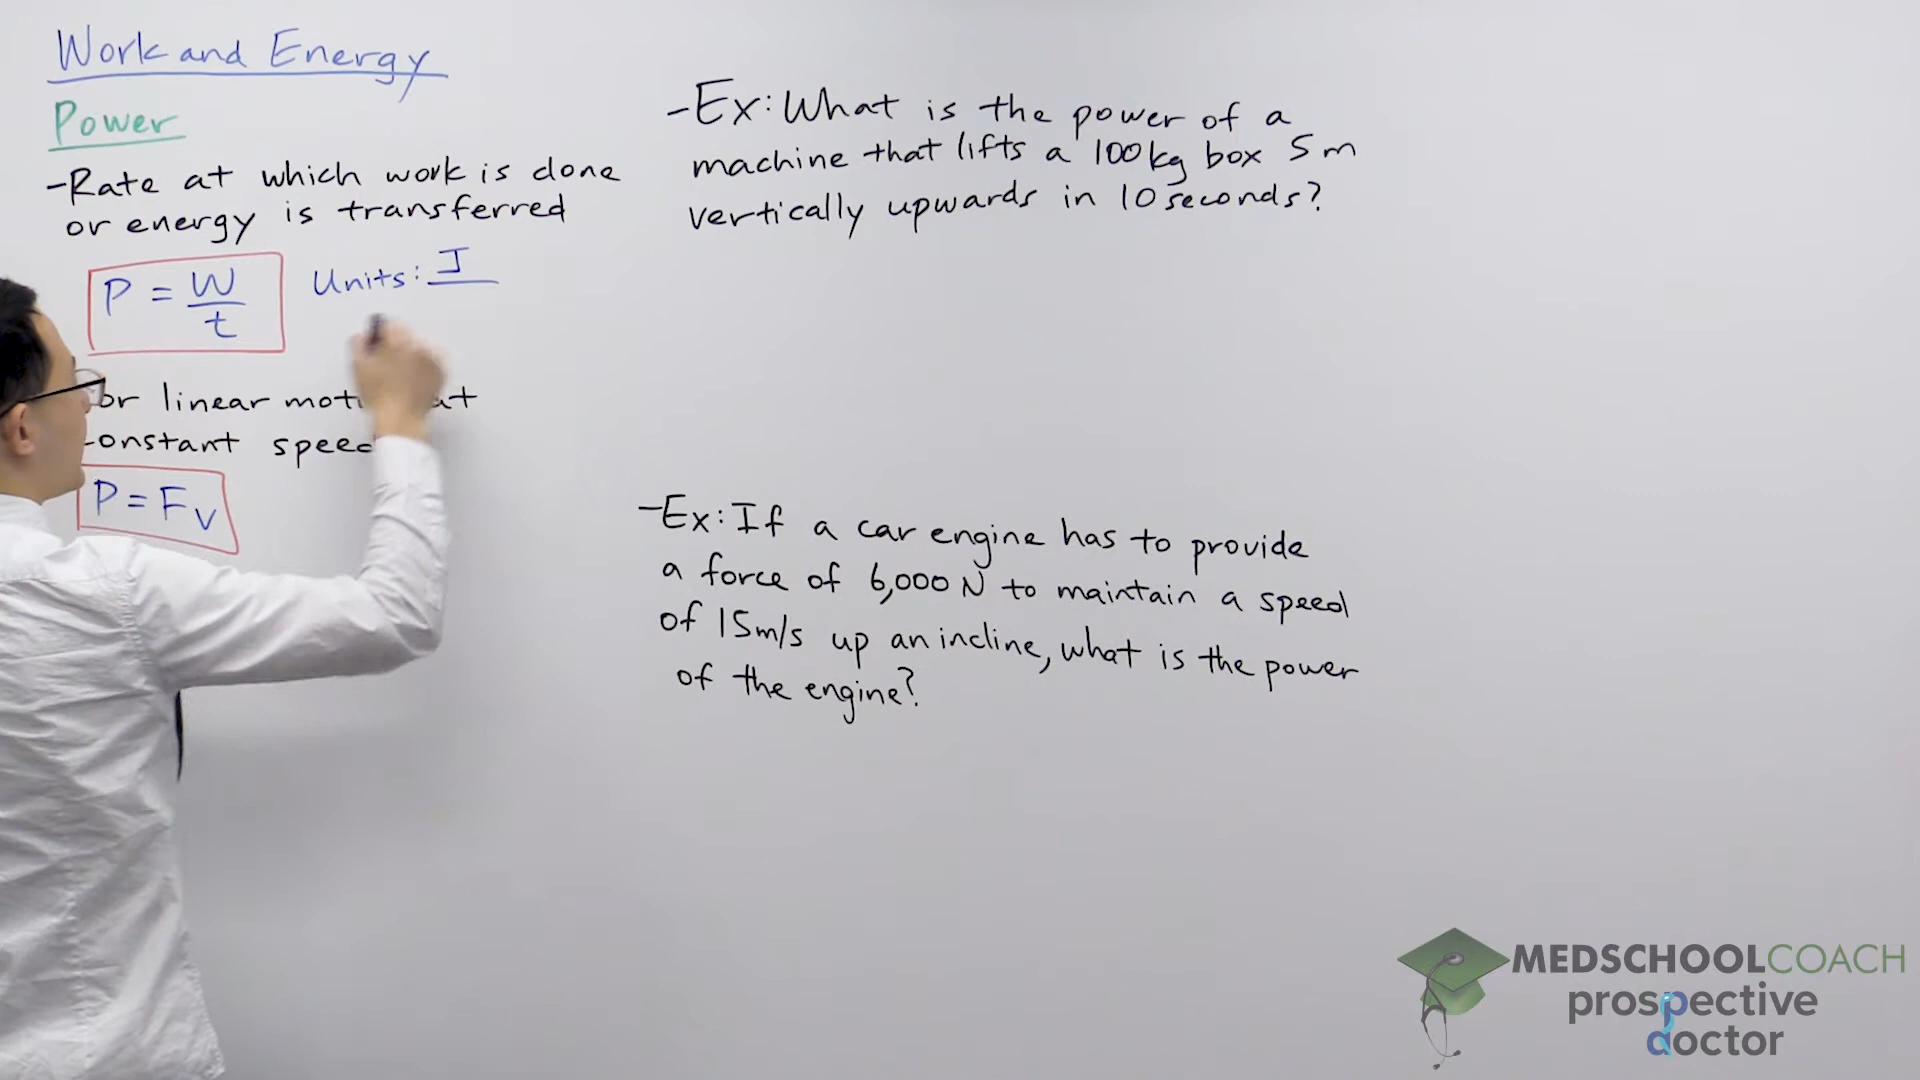 Work and Energy
Power
-Rate at which work is done
or energy is transferred
P = W/t
Units: J
or linear at
onstant
P = Fv
-Ex: What is the power of a
machine that lifts a 100kg box 5m
vertically upwards in 10 seconds?
-Ex: If a car engine has to provide
a force of 6,000 N to maintain a speed
of 15m/s up an incline, what is the power
of the engine?
MEDSCHOOLCOACH
prospective
doctor